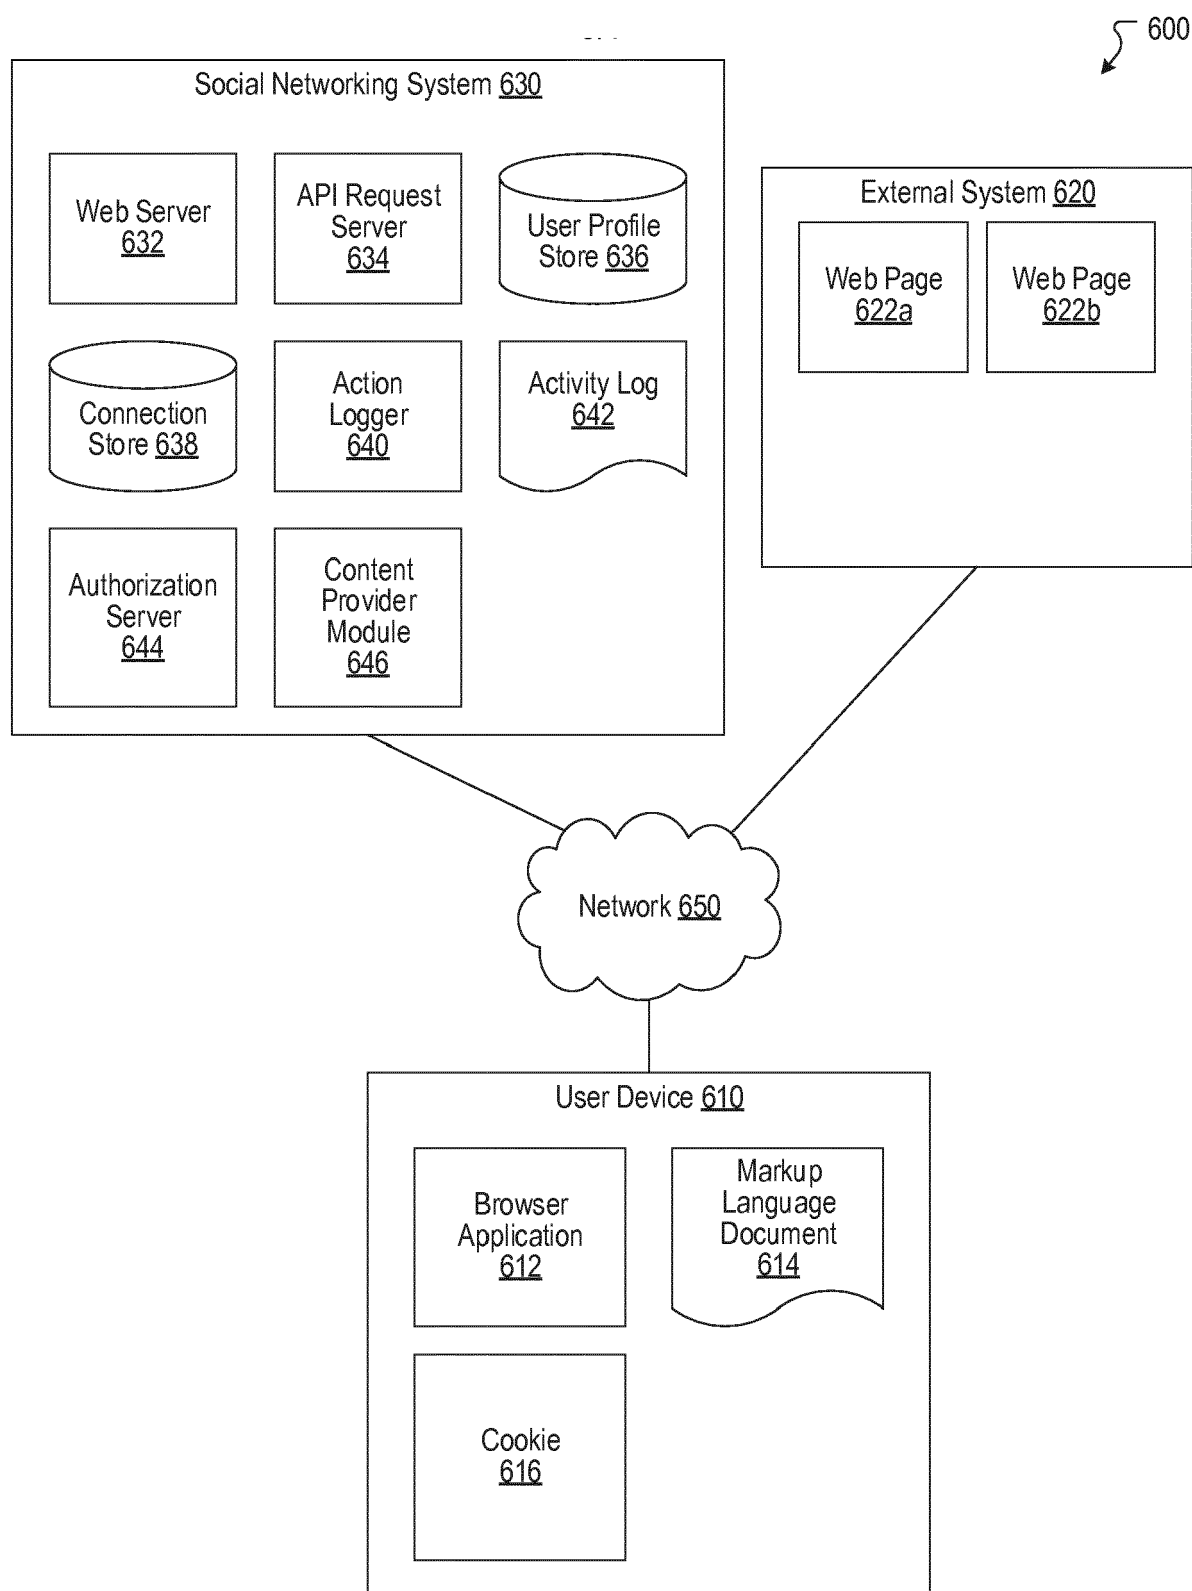 600
Social Networking System 630
Web Server
632
API Request
Server
634
User Profile
Store 636
Connection
Store 638
Action
Logger
640
Activity Log
642
Authorization
Server
644
Content
Provider
Module
646
External System 620
Web Page
622a
Web Page
622b
Network 650
User Device 610
Browser
Application
612
Markup
Language
Document
614
Cookie
616